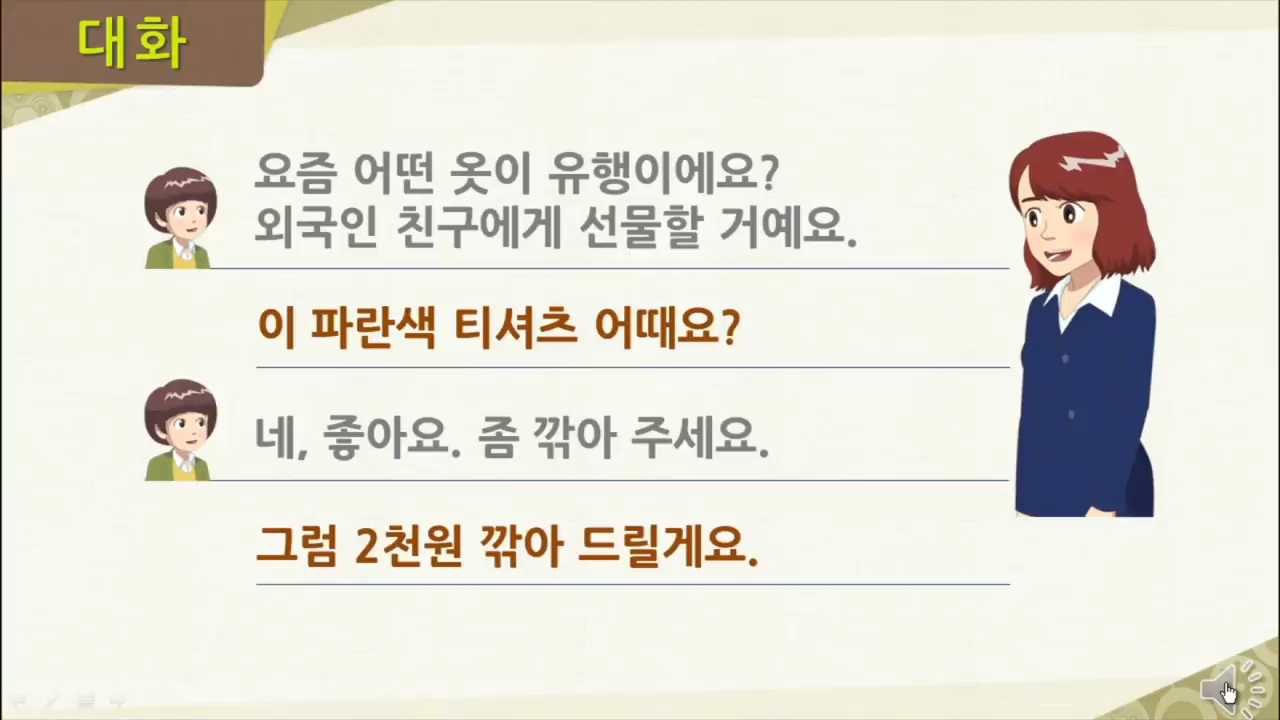 대화
요즘 어떤 옷이 유행이에요?
외국인 친구에게 선물할 거예요.
이 파란색 티셔츠 어때요?
네, 좋아요. 좀 깎아 주세요.
그럼 2천원 깎아 드릴게요.